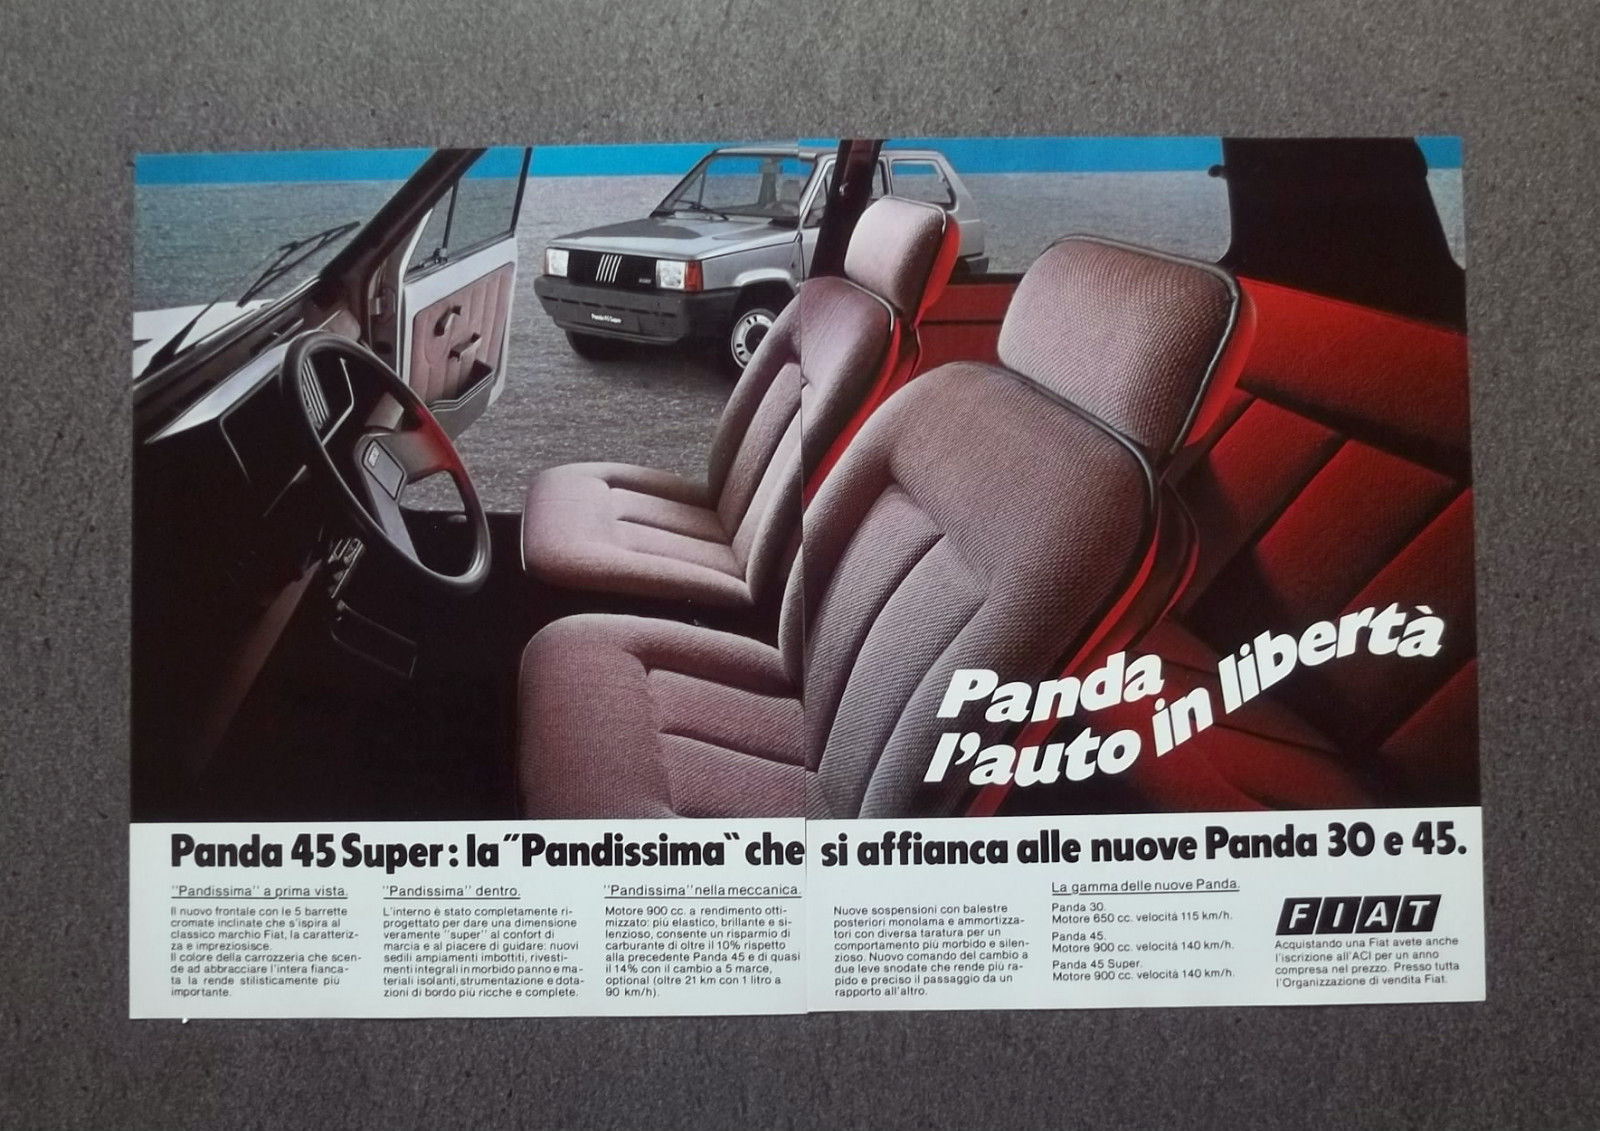 Panda
l'auto in libertà
Panda 45 Super: la "Pandissima" che si affianca alle nuove Panda 30 e 45.
"Pandissima" a prima vista.
Il nuovo frontale con le 5 barrette
cromate inclinate che s'ispira al
classico marchio Fiat, la caratteriz-
za e impreziosisce.
Il colore della carrozzeria che scen-
de ad abbracciare l'intera fianca-
ta la rende stilisticamente più
importante.
"Pandissima" dentro.
L'interno è stato completamente ri-
progettato per dare una dimensione
veramente "super" al confort di
marcia e al piacere di guidare: nuovi
sedili ampiamenti imbottiti, rivesti-
menti integrali in morbido panno e ma-
teriali isolanti, strumentazione e dota-
zioni di bordo più ricche e complete.
"Pandissima" nella meccanica.
Motore 900 cc. a rendimento otti-
mizzato: più elastico, brillante e si-
lenzioso, consente un risparmio di
carburante di oltre il 10% rispetto
alla precedente Panda 45 e di quasi
il 14% con il cambio a 5 marce,
optional (oltre 21 km con 1 litro a
90 km/h).
Nuove sospensioni con balestre
posteriori monolama e ammortizza-
tori con diversa taratura per un
comportamento più morbido e silen-
zioso. Nuovo comando del cambio a
due leve snodate che rende più ra-
pido e preciso il passaggio da un
rapporto all'altro.
La gamma delle nuove Panda.
Panda 30.
Motore 650 cc. velocità 115 km/h.
Panda 45.
Motore 900 cc. velocità 140 km/h.
Panda 45 Super.
Motore 900 cc. velocità 140 km/h.
FIAT
Acquistando una Fiat avete anche
l'iscrizione all'ACI per un anno
compresa nel prezzo. Presso tutta
l'Organizzazione di vendita Fiat.
Panda 45 Super